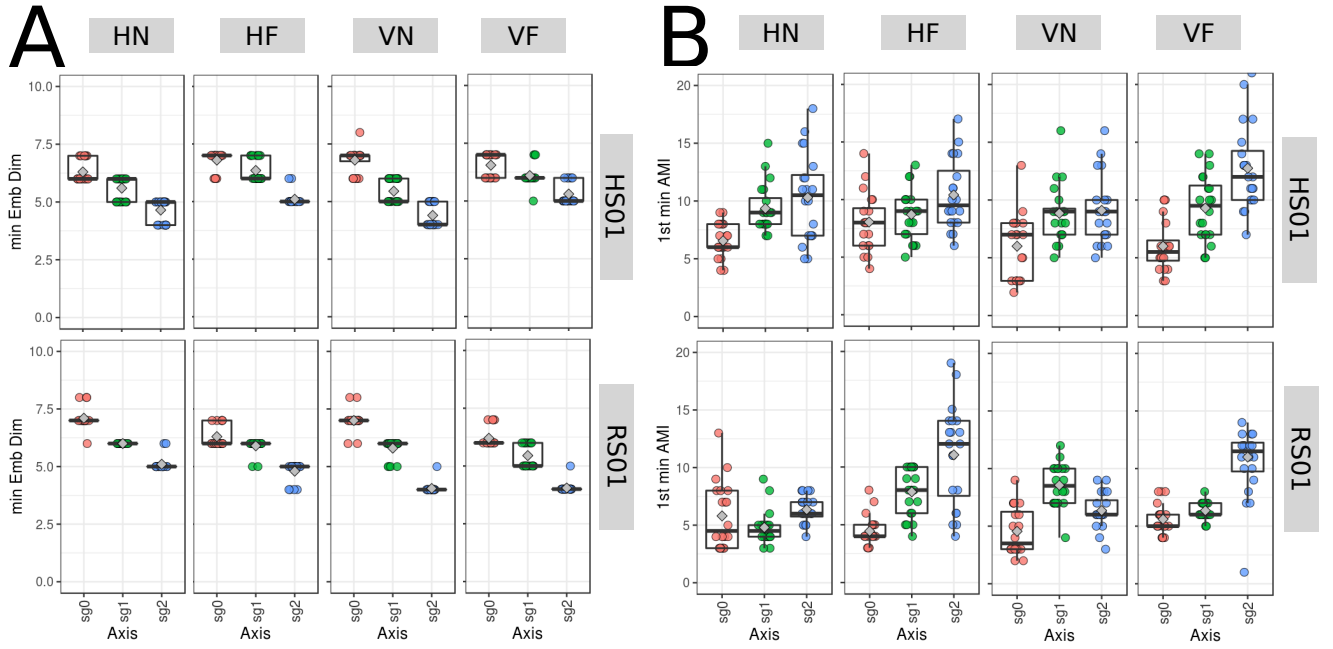 A
HN HF VN VF
10.0
7.5
5.0
2.5
0.0
min Emb Dim
HS01
10.0
7.5
5.0
2.5
0.0
min Emb Dim
RS01
sg0 sg1 sg2 sg0 sg1 sg2 sg0 sg1 sg2 sg0 sg1 sg2
Axis Axis Axis Axis
B
HN HF VN VF
20
15
10
5
0
1st min AMI
HS01
20
15
10
5
0
1st min AMI
RS01
sg0 sg1 sg2 sg0 sg1 sg2 sg0 sg1 sg2 sg0 sg1 sg2
Axis Axis Axis Axis